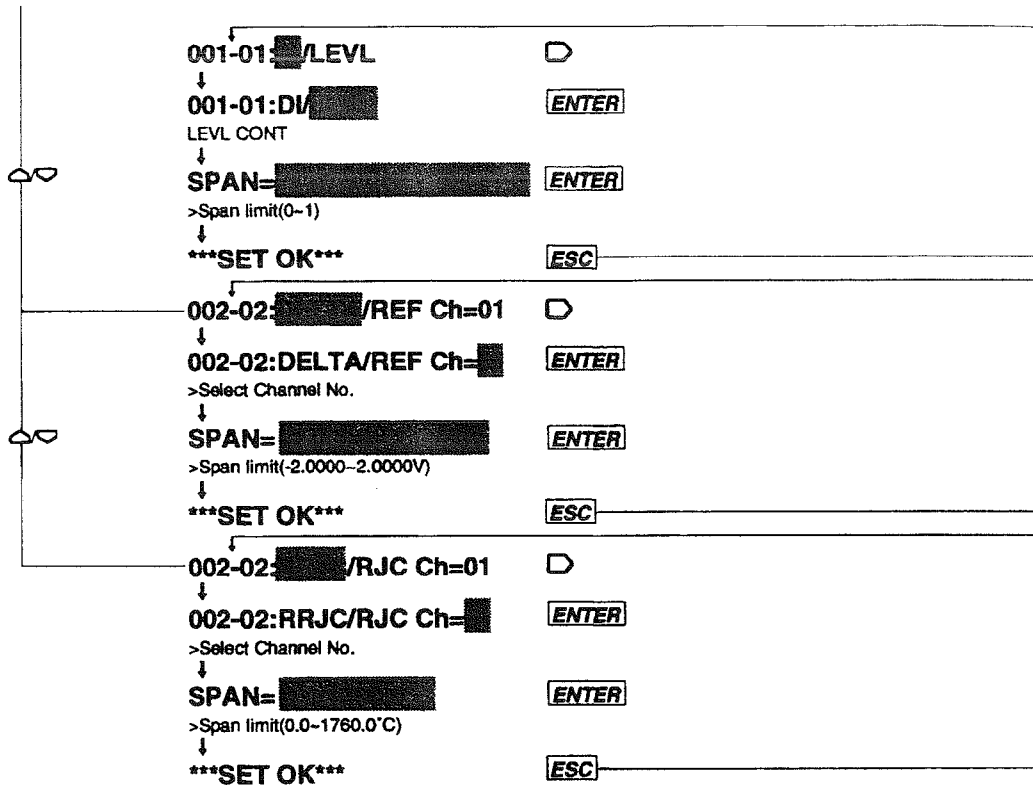 001-01: /LEVL
001-01:DI/ ENTER
LEVL CONT
SPAN= ENTER
>Span limit(0~1)
***SET OK*** ESC
002-02: /REF Ch=01
002-02:DELTA/REF Ch= ENTER
>Select Channel No.
SPAN= ENTER
>Span limit(-2.0000~2.0000V)
***SET OK*** ESC
002-02: /RJC Ch=01
002-02:RRJC/RJC Ch= ENTER
>Select Channel No.
SPAN= ENTER
>Span limit(0.0~1760.0°C)
***SET OK*** ESC